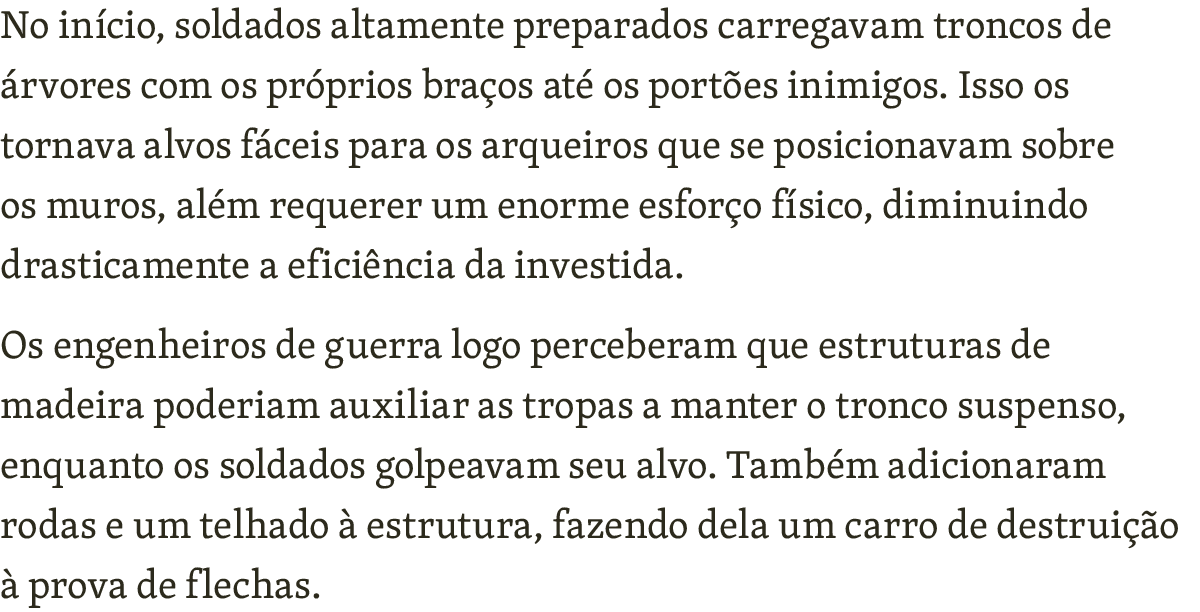 No início, soldados altamente preparados carregavam troncos de
árvores com os próprios braços até os portões inimigos. Isso os
tornava alvos fáceis para os arqueiros que se posicionavam sobre
os muros, além requerer um enorme esforço físico, diminuindo
drasticamente a eficiência da investida.
Os engenheiros de guerra logo perceberam que estruturas de
madeira poderiam auxiliar as tropas a manter o tronco suspenso,
enquanto os soldados golpeavam seu alvo. Também adicionaram
rodas e um telhado à estrutura, fazendo dela um carro de destruição
à prova de flechas.